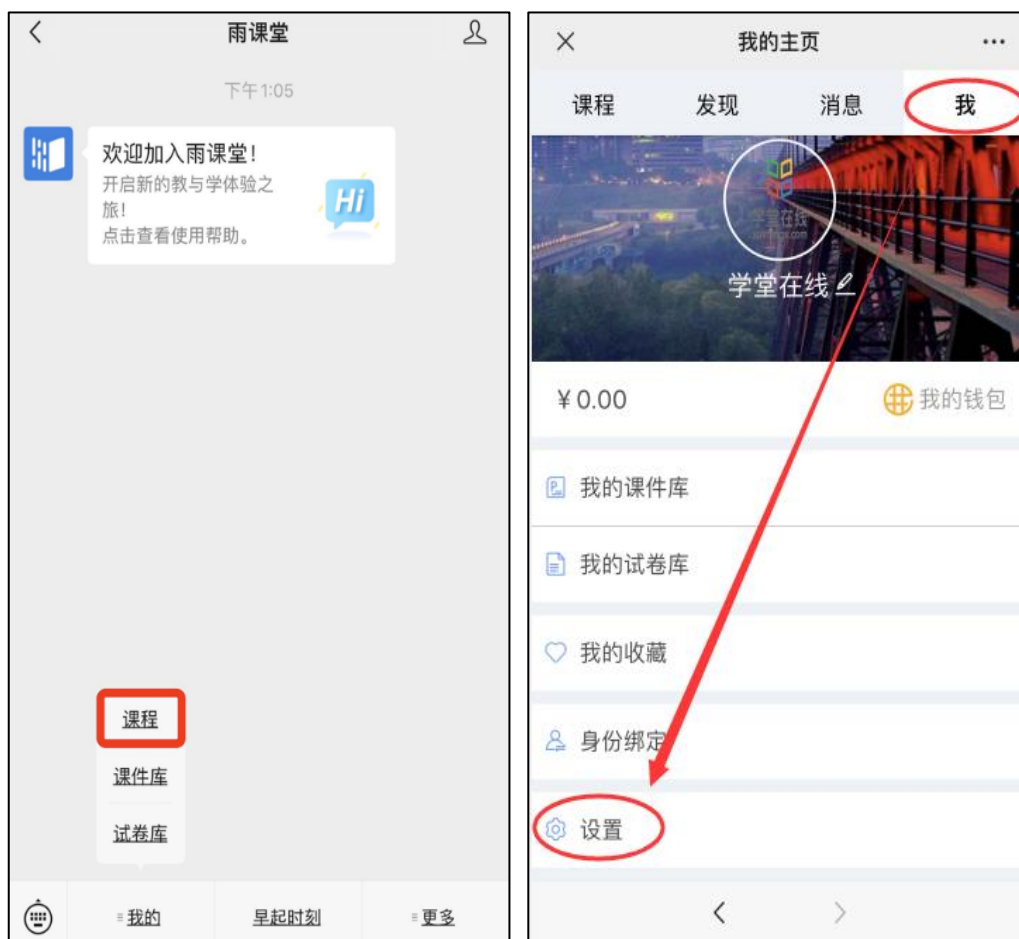 雨课堂
下午1:05
欢迎加入雨课堂！
开启新的教与学体验之
旅！
点击查看使用帮助。
Hi
课程
课件库
试卷库
我的
早起时刻
更多
我的主页
课程 发现 消息 我
学堂在线
学堂在线
¥0.00 我的钱包
我的课件库
我的试卷库
我的收藏
身份绑定
设置